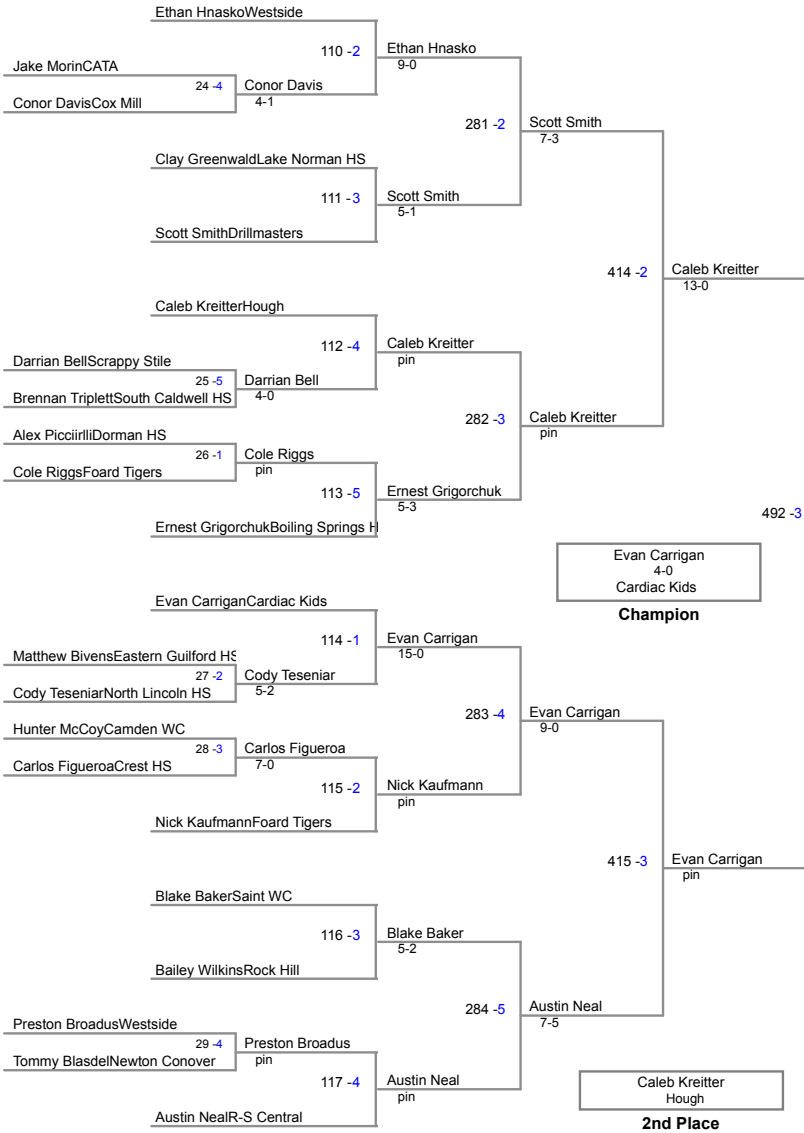 Ethan HnaskoWestside
110 -2
Ethan Hnasko
9-0
Jake MorinCATA
24 -4
Conor Davis
4-1
Conor DavisCox Mill
281 -2
Scott Smith
7-3
Clay GreenwaldLake Norman HS
111 -3
Scott Smith
5-1
Scott SmithDrillmasters
414 -2
Caleb Kreitter
13-0
Caleb KreitterHough
112 -4
Caleb Kreitter
pin
Darrian BellScrappy Stile
25 -5
Darrian Bell
4-0
Brennan TriplettSouth Caldwell HS
282 -3
Caleb Kreitter
pin
Alex PicciirlliDorman HS
26 -1
Cole Riggs
pin
Cole RiggsFoard Tigers
113 -5
Ernest Grigorchuk
5-3
Ernest GrigorchukBoiling Springs H
492 -3
Evan Carrigan
4-0
Cardiac Kids
Champion
Evan CarriganCardiac Kids
114 -1
Evan Carrigan
15-0
Matthew BivensEastern Guilford HS
27 -2
Cody Teseniar
5-2
Cody TeseniarNorth Lincoln HS
283 -4
Evan Carrigan
9-0
Hunter McCoyCamden WC
28 -3
Carlos Figueroa
7-0
Carlos FigueroaCrest HS
115 -2
Nick Kaufmann
pin
Nick KaufmannFoard Tigers
415 -3
Evan Carrigan
pin
Blake BakerSaint WC
116 -3
Blake Baker
5-2
Bailey WilkinsRock Hill
284 -5
Austin Neal
7-5
Preston BroadusWestside
29 -4
Preston Broadus
pin
Tommy BlasdelNewton Conover
117 -4
Austin Neal
pin
Austin NealR-S Central
Caleb Kreitter
Hough
2nd Place